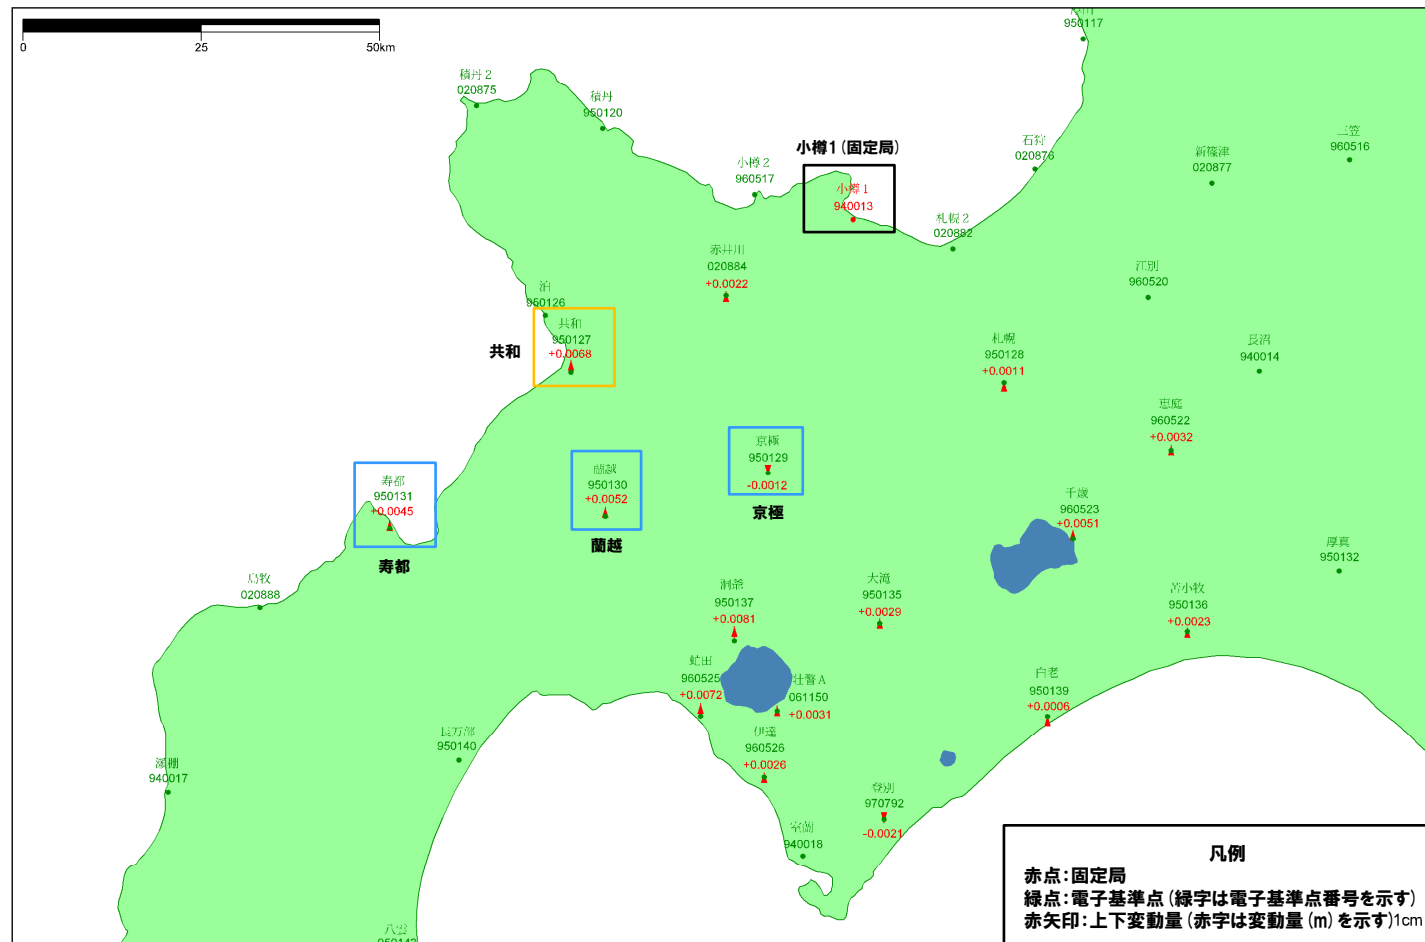 0 25 50km
950117
積丹２
020875
積丹
950120
小樽1(固定局)
小樽２
960517
小樽１
940013
石狩
020876
新篠津
020877
三笠
960516
札幌２
020882
赤井川
020884
+0.0022
江別
960520
泊
950126
共和
950127
+0.0068
共和
札幌
950128
+0.0011
長沼
940014
恵庭
960522
+0.0032
京極
950129
-0.0012
京極
蘭越
950130
+0.0052
蘭越
寿都
950131
+0.0045
寿都
千歳
960523
+0.0051
厚真
950132
島牧
020888
洞爺
950137
+0.0081
大滝
950135
+0.0029
苫小牧
950136
+0.0023
虻田
960525
+0.0072
壮瞥Ａ
061150
+0.0031
白老
950139
+0.0006
伊達
960526
+0.0026
長万部
950140
瀬棚
940017
登別
970792
-0.0021
室蘭
940018
八雲
凡例
赤点:固定局
緑点:電子基準点(緑字は電子基準点番号を示す)
赤矢印:上下変動量(赤字は変動量(m)を示す)1cm